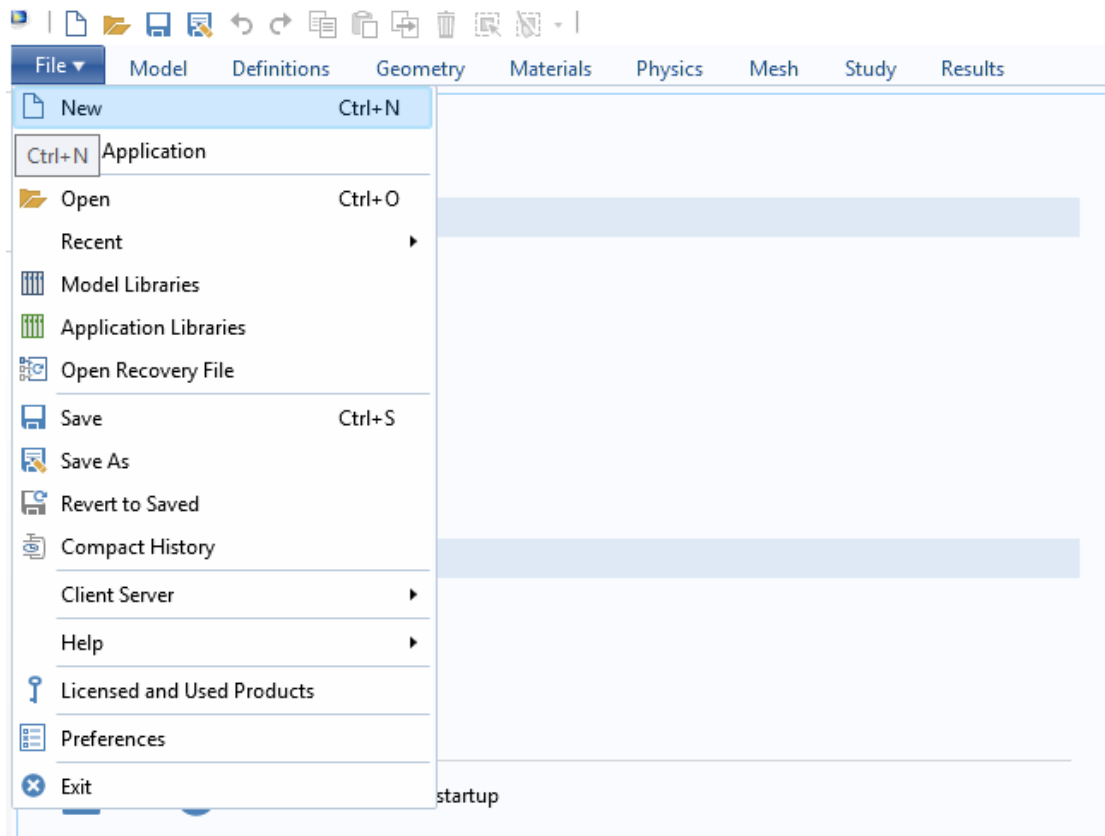 File
Model
Definitions
Geometry
Materials
Physics
Mesh
Study
Results
New Ctrl+N
Ctrl+N
Application
Open Ctrl+O
Recent
Model Libraries
Application Libraries
Open Recovery File
Save Ctrl+S
Save As
Revert to Saved
Compact History
Client Server
Help
Licensed and Used Products
Preferences
Exit
startup